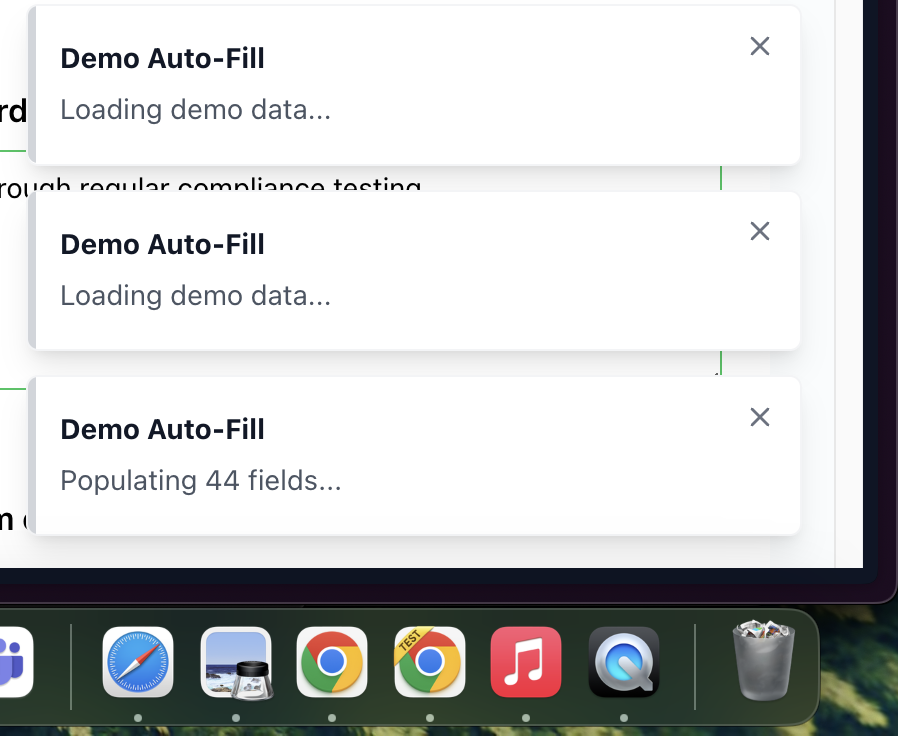 Demo Auto-Fill
Loading demo data...
rd
rough regular compliance testing
Demo Auto-Fill
Loading demo data...
Demo Auto-Fill
Populating 44 fields...
m
TEST